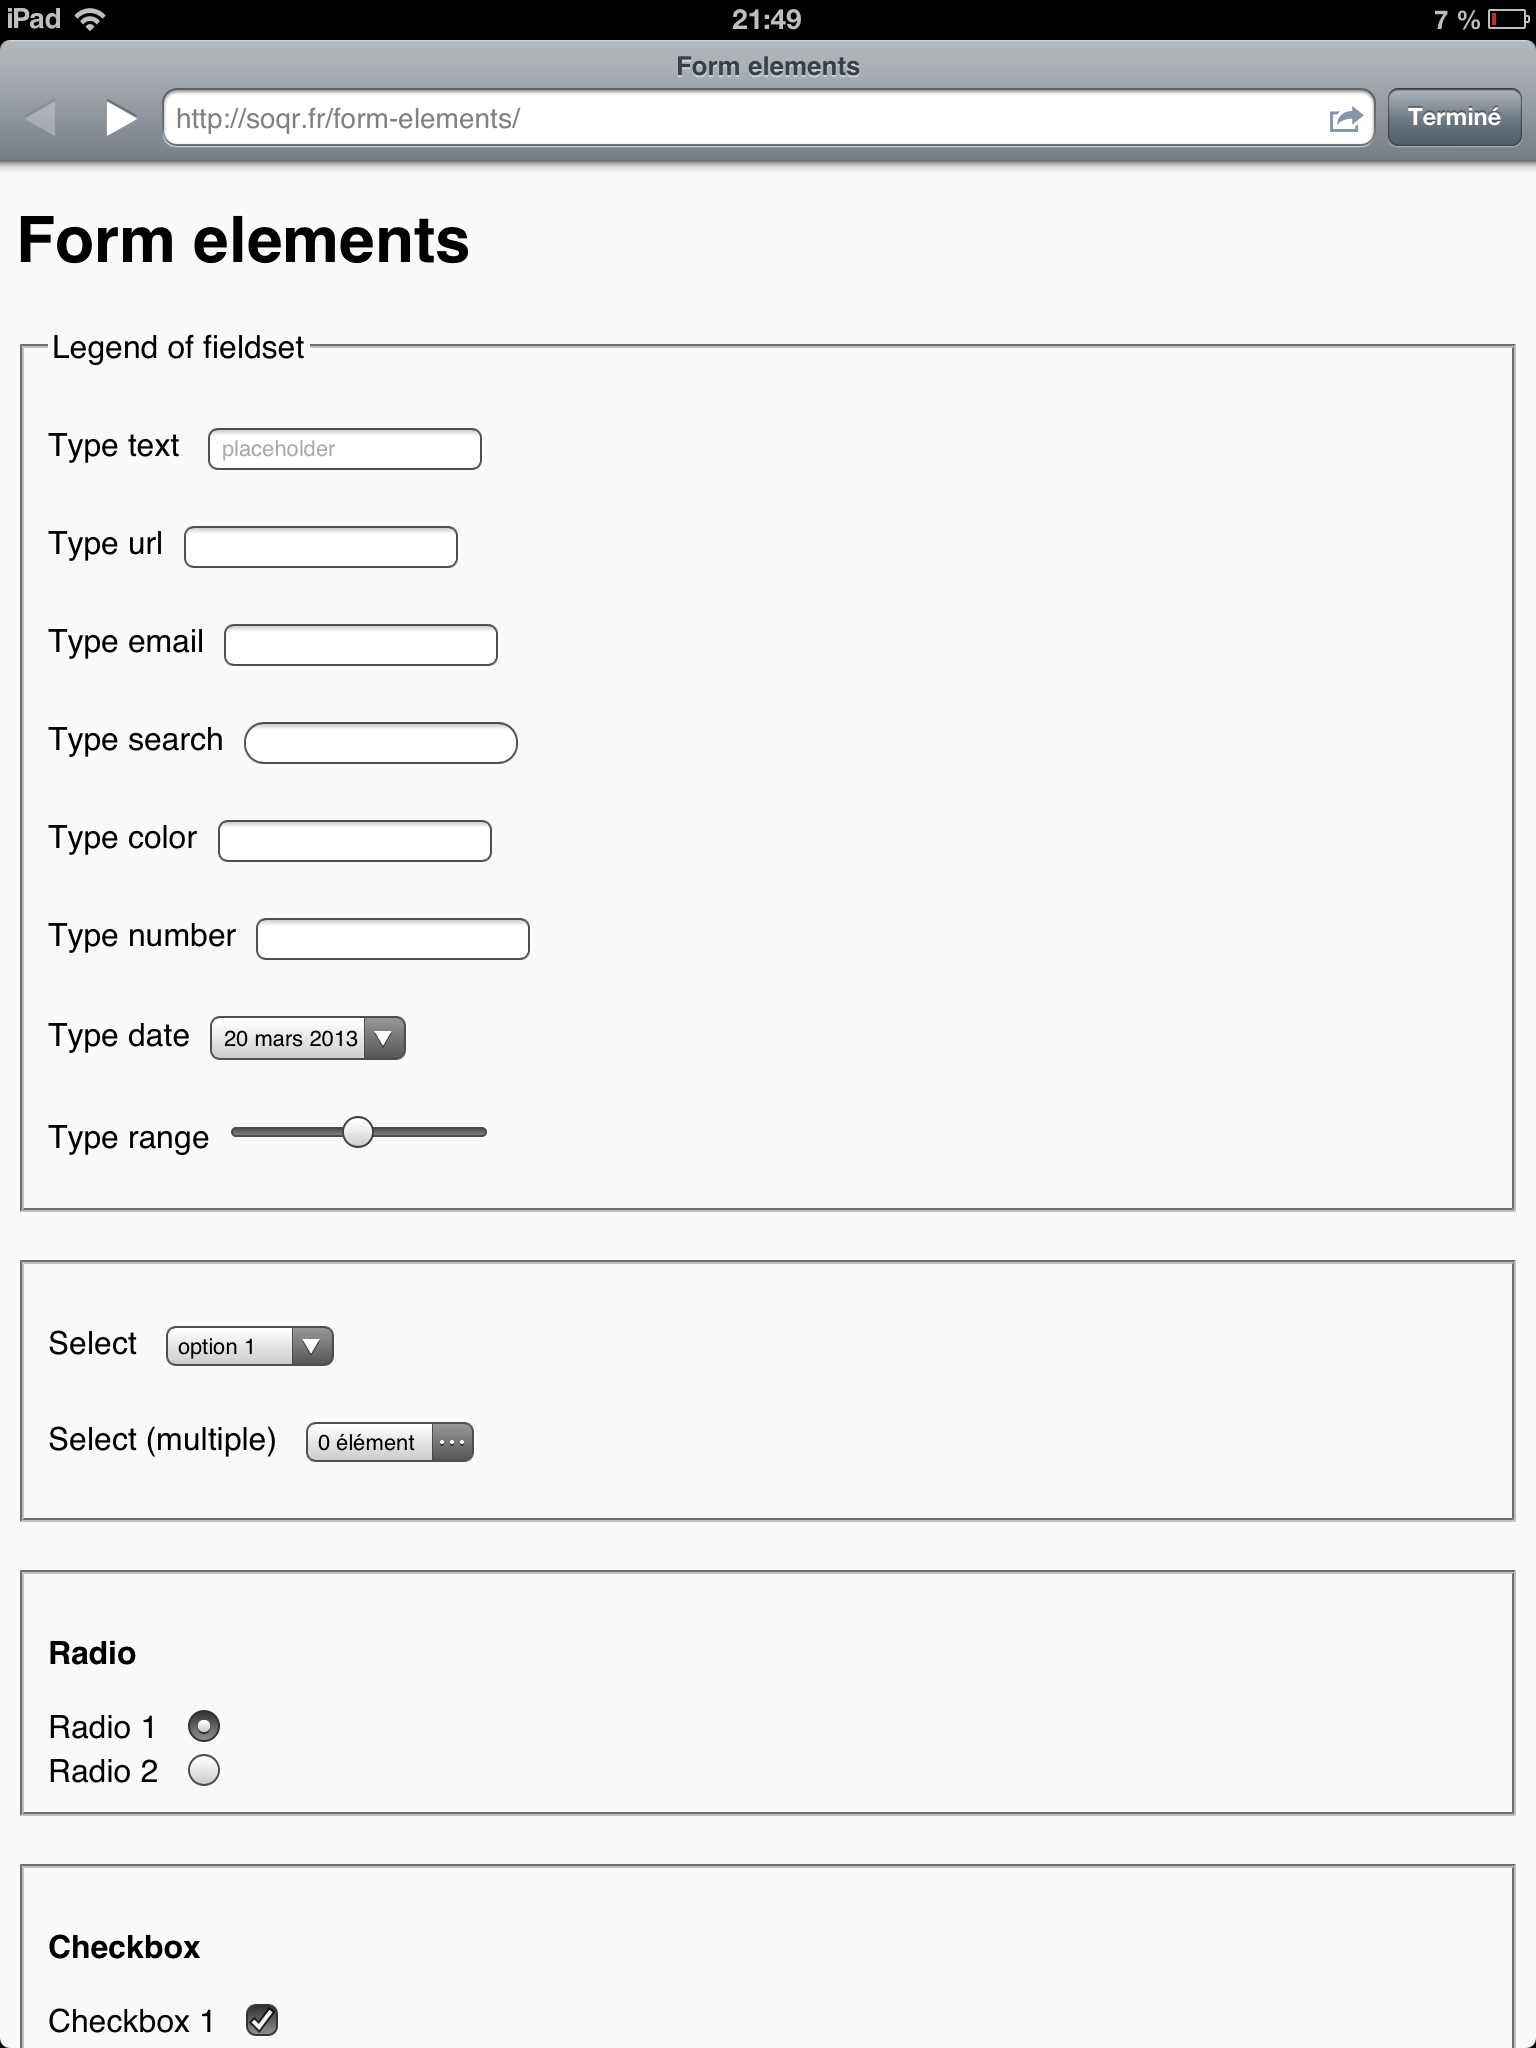 iPad 21:49 7 %
Form elements
http://soqr.fr/form-elements/ Terminé
Form elements
Legend of fieldset
Type text placeholder
Type url
Type email
Type search
Type color
Type number
Type date 20 mars 2013
Type range
Select option 1
Select (multiple) 0 élément
Radio
Radio 1
Radio 2
Checkbox
Checkbox 1